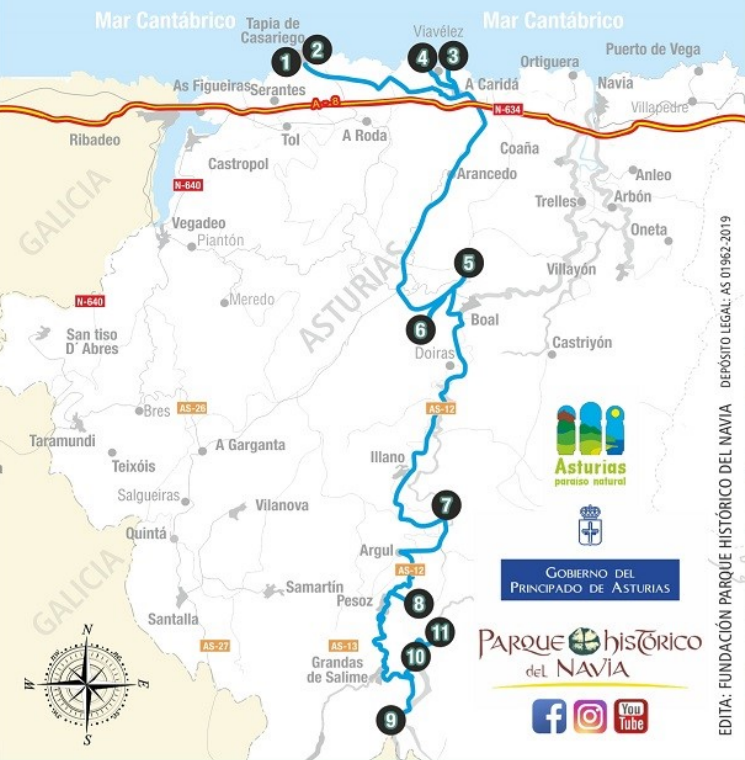 Mar Cantábrico
Mar Cantábrico
Tapia de
Casariego
1
2
Viavélez
4
3
Ortiguera
Puerto de Vega
As Figueiras
Serantes
A Caridá
Navia
A - 8
N-634
Villapedre
Ribadeo
Tol
A Roda
Castropol
Coaña
Arancedo
Anleo
N-640
GALICIA
Trelles
Arbón
Vegadeo
Piantón
Oneta
ASTURIAS
5
Villayón
N-640
Meredo
6
Boal
San tiso
D´Abres
Doiras
Castriyón
Bres
AS-26
AS-12
Taramundi
A Garganta
Teixóis
Illano
Asturias
paraíso natural
Salgueiras
Vilanova
7
Quintá
Argul
AS-12
GOBIERNO DEL
PRINCIPADO DE ASTURIAS
GALICIA
Samartín
Pesoz
8
Santalla
11
AS-27
AS-13
10
PARQUE histórico
del NAVIA
Grandas
de Salime
N
W
E
S
9
You
Tube
EDITA: FUNDACIÓN PARQUE HISTÓRICO DEL NAVIA DEPÓSITO LEGAL: AS 01962-2019